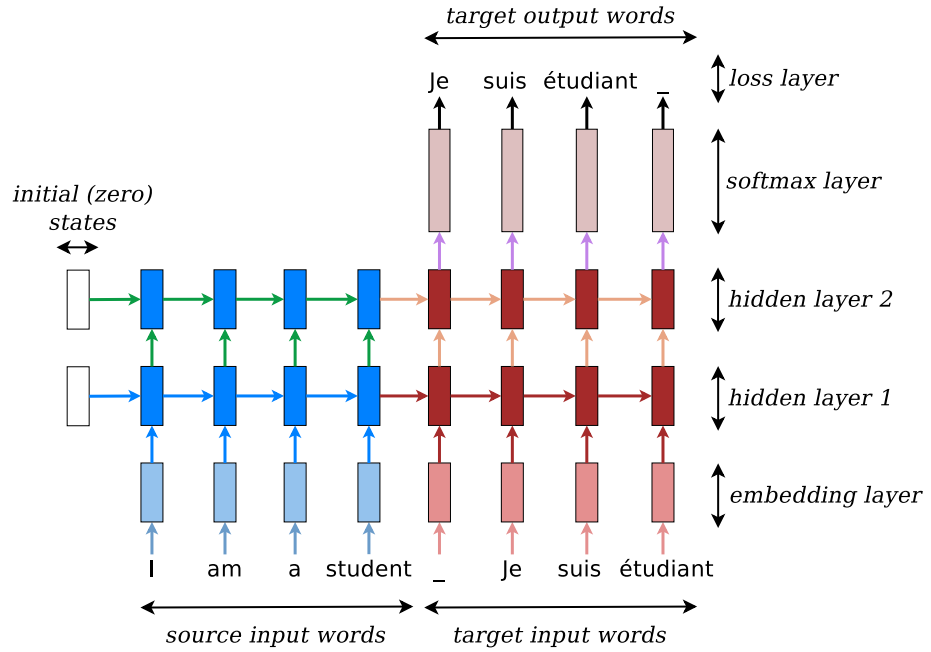 target output words
Je suis étudiant _
loss layer
softmax layer
initial (zero)
states
hidden layer 2
hidden layer 1
embedding layer
I am a student _ Je suis étudiant
source input words
target input words